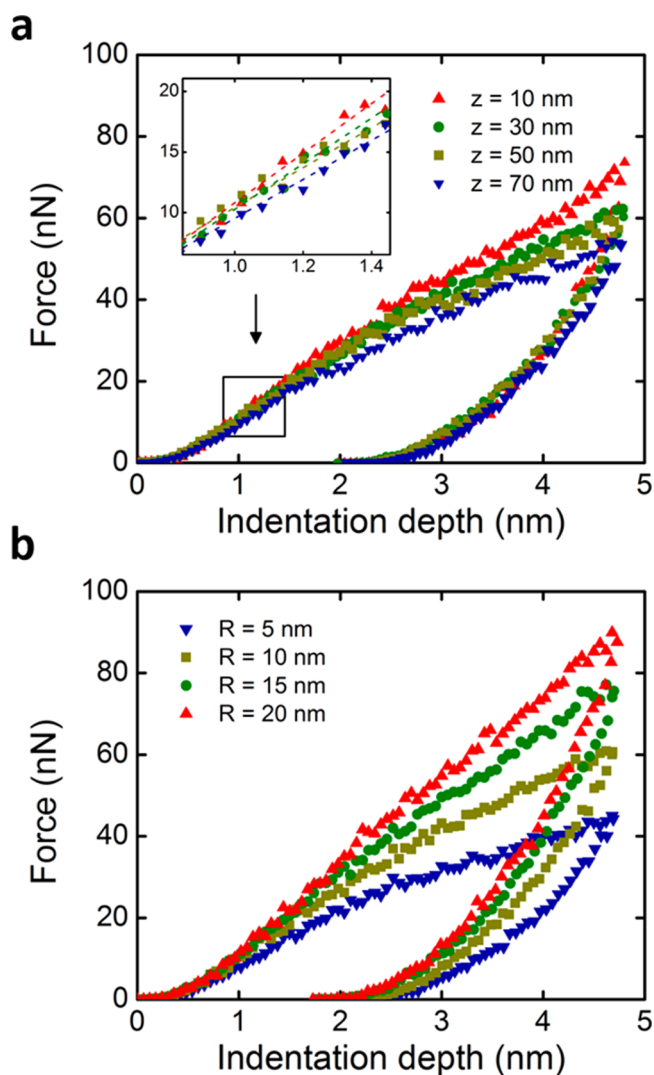 a
100
80
60
40
20
0
Force (nN)
20
15
10
1.0
1.2
1.4
z = 10 nm
z = 30 nm
z = 50 nm
z = 70 nm
0 1 2 3 4 5
Indentation depth (nm)
b
100
80
60
40
20
0
Force (nN)
R = 5 nm
R = 10 nm
R = 15 nm
R = 20 nm
0 1 2 3 4 5
Indentation depth (nm)